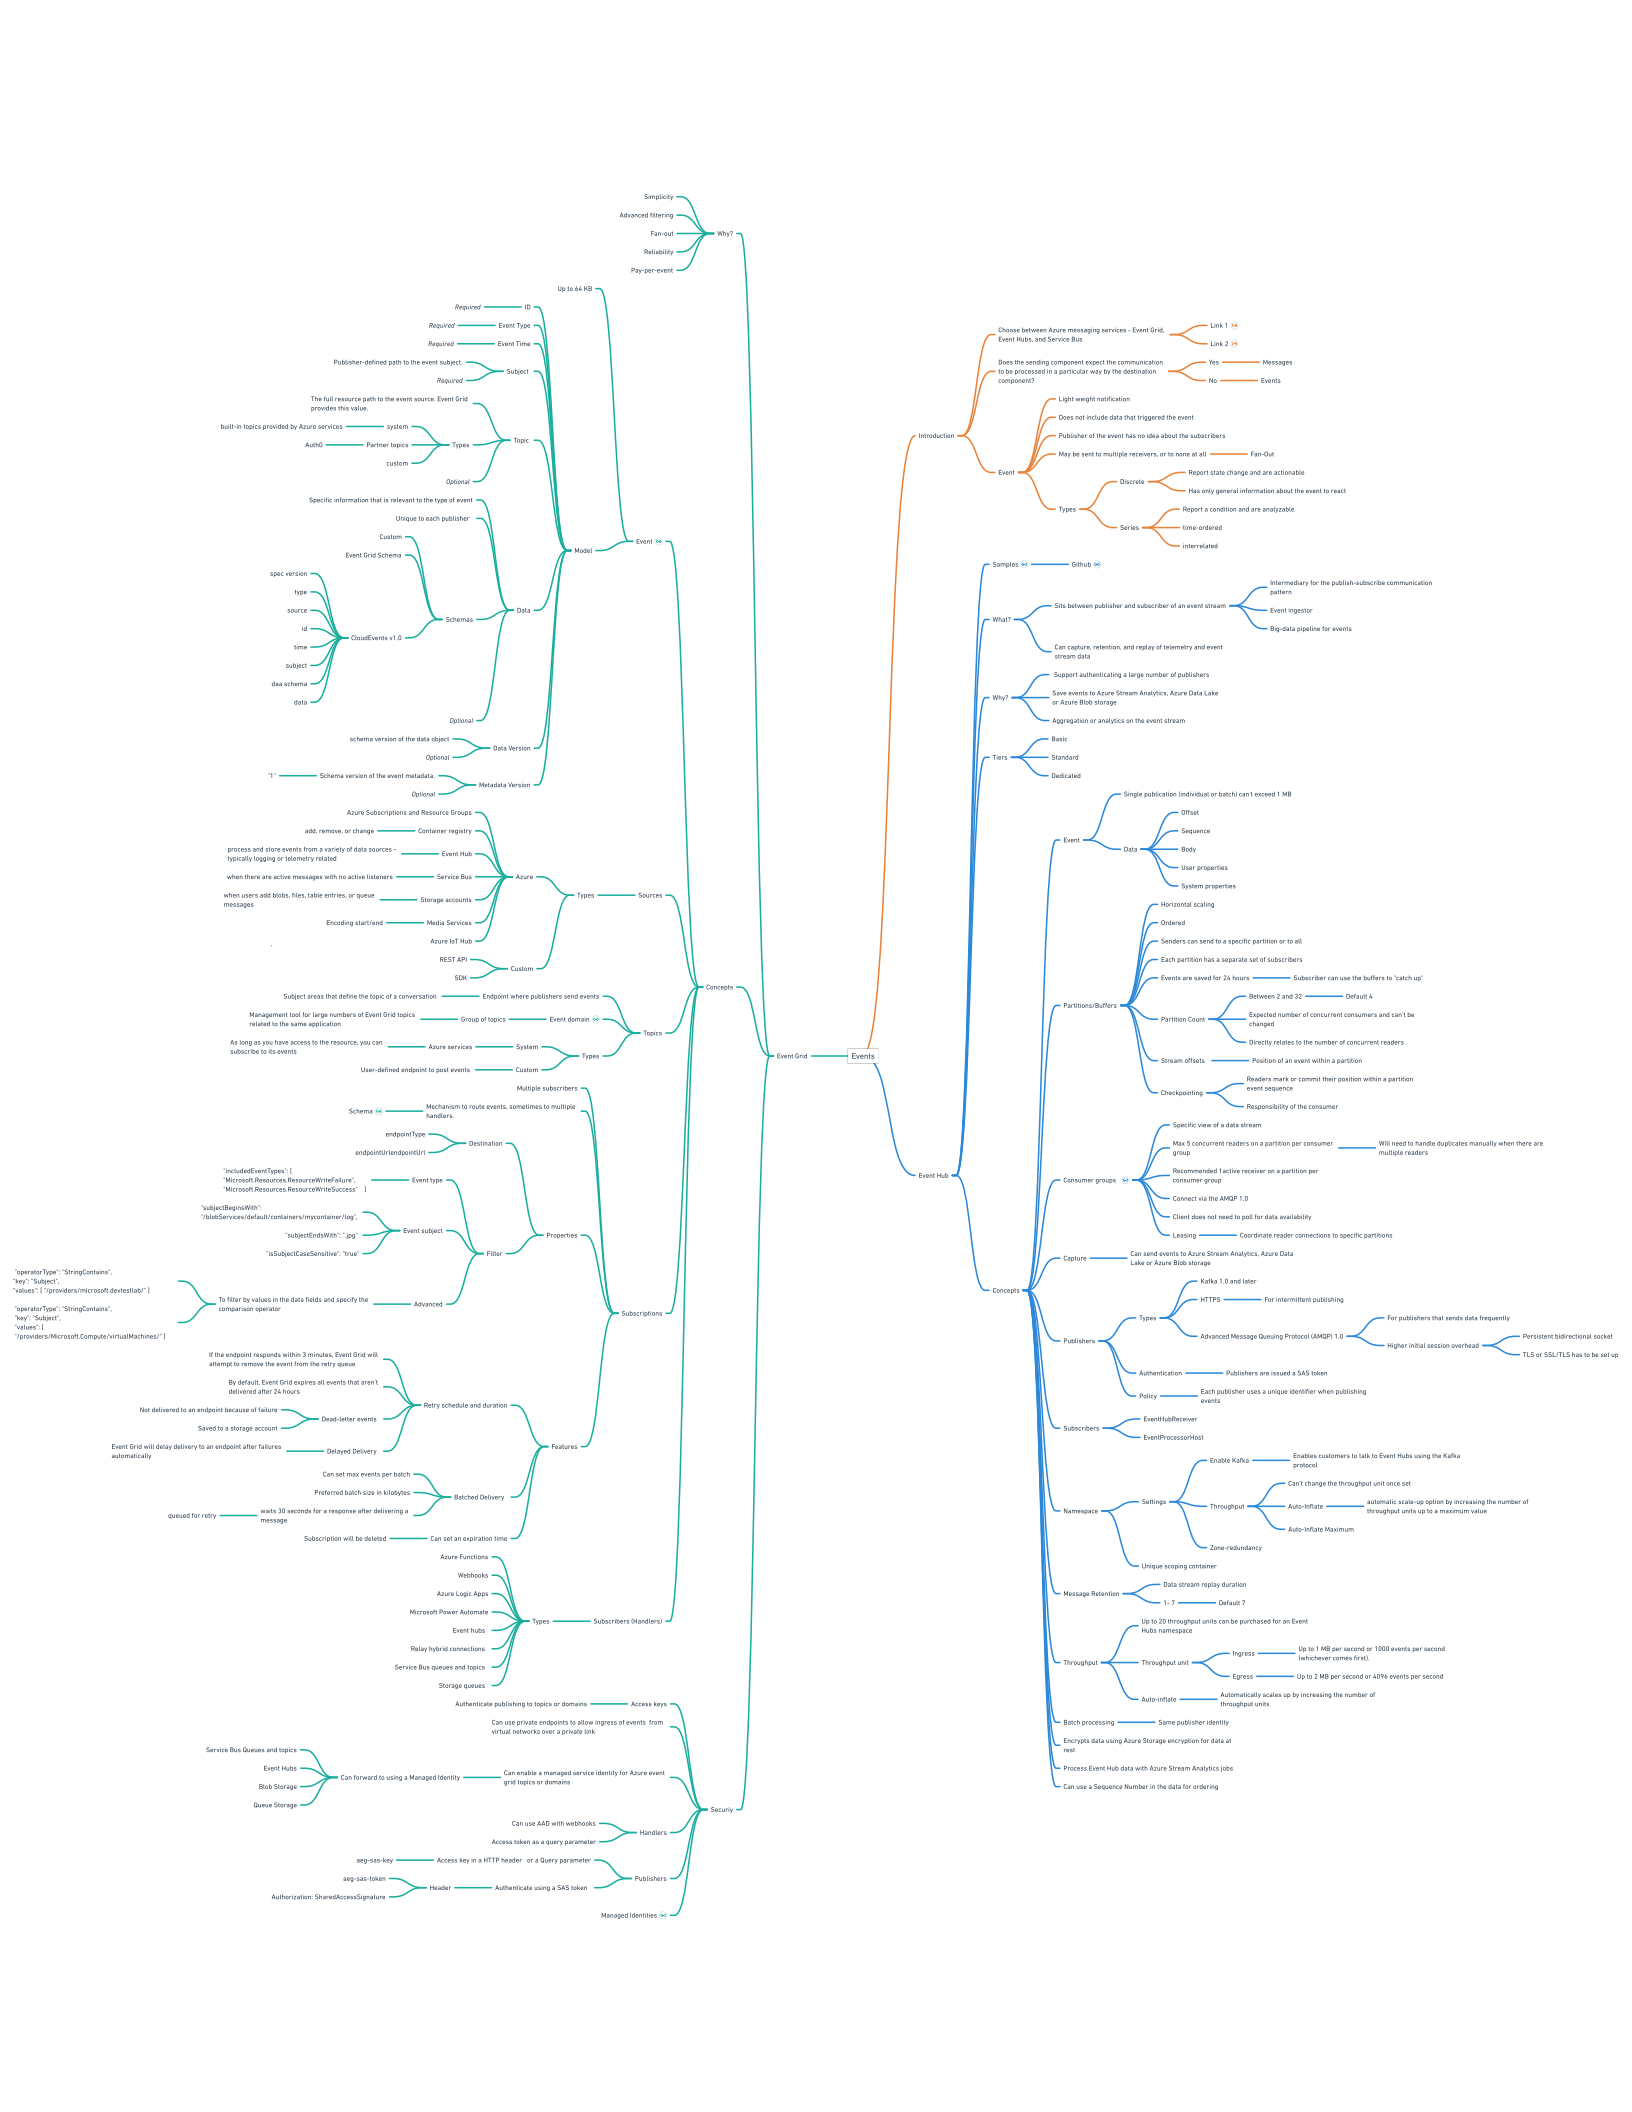 Events
Introduction
Choose between Azure messaging services - Event Grid,
Event Hubs, and Service Bus
Link 1
Link 2
Does the sending component expect the communication
to be processed in a particular way by the destination
component?
Yes
Messages
No
Events
Event
Light weight notification
Does not include data that triggered the event
Publisher of the event has no idea about the subscribers
May be sent to multiple receivers, or to none at all
Fan-Out
Types
Discrete
Report state change and are actionable
Has only general information about the event to react
Series
Report a condition and are analyzable
time-ordered
interrelated
Event Hub
Samples
Github
What?
Sits between publisher and subscriber of an event stream
Intermediary for the publish-subscribe communication
pattern
Event ingestor
Big-data pipeline for events
Can capture, retention, and replay of telemetry and event
stream data
Why?
Support authenticating a large number of publishers
Save events to Azure Stream Analytics, Azure Data Lake
or Azure Blob storage
Aggregation or analytics on the event stream
Tiers
Basic
Standard
Dedicated
Concepts
Event
Single publication (individual or batch) can't exceed 1 MB
Data
Offset
Sequence
Body
User properties
System properties
Partitions/Buffers
Horizontal scaling
Ordered
Senders can send to a specific partition or to all
Each partition has a separate set of subscribers
Events are saved for 24 hours
Subscriber can use the buffers to "catch up"
Partition Count
Between 2 and 32
Default 4
Expected number of concurrent consumers and can't be
changed
Directly relates to the number of concurrent readers
Stream offsets
Position of an event within a partition
Checkpointing
Readers mark or commit their position within a partition
event sequence
Responsibility of the consumer
Consumer groups
Specific view of a data stream
Max 5 concurrent readers on a partition per consumer
group
Will need to handle duplicates manually when there are
multiple readers
Recommended 1active receiver on a partition per
consumer group
Connect via the AMQP 1.0
Client does not need to poll for data availability
Leasing
Coordinate reader connections to specific partitions
Capture
Can send events to Azure Stream Analytics, Azure Data
Lake or Azure Blob storage
Publishers
Types
Kafka 1.0 and later
HTTPS
For intermittent publishing
Advanced Message Queuing Protocol (AMQP) 1.0
For publishers that sends data frequently
Higher initial session overhead
Persistent bidirectional socket
TLS or SSL/TLS has to be set up
Authentication
Publishers are issued a SAS token
Policy
Each publisher uses a unique identifier when publishing
events
Subscribers
EventHubReceiver
EventProcessorHost
Namespace
Settings
Enable Kafka
Enables customers to talk to Event Hubs using the Kafka
protocol
Throughput
Can't change the throughput unit once set
Auto-Inflate
automatic scale-up option by increasing the number of
throughput units up to a maximum value
Auto-Inflate Maximum
Zone-redundancy
Unique scoping container
Message Retention
Data stream replay duration
1- 7
Default 7
Throughput
Up to 20 throughput units can be purchased for an Event
Hubs namespace
Throughput unit
Ingress
Up to 1 MB per second or 1000 events per second
(whichever comes first).
Egress
Up to 2 MB per second or 4096 events per second
Auto-inflate
Automatically scales up by increasing the number of
throughput units
Batch processing
Same publisher identity
Encrypts data using Azure Storage encryption for data at
rest
Process Event Hub data with Azure Stream Analytics jobs
Can use a Sequence Number in the data for ordering
Event Grid
Why?
Simplicity
Advanced filtering
Fan-out
Reliability
Pay-per-event
Concepts
Event
Up to 64 KB
Model
ID
Required
Event Type
Required
Event Time
Required
Subject
Publisher-defined path to the event subject.
Required
Topic
The full resource path to the event source. Event Grid
provides this value.
Types
system
built-in topics provided by Azure services
Partner topics
Auth0
custom
Optional
Data
Specific information that is relevant to the type of event
Unique to each publisher
Schemas
Custom
Event Grid Schema
CloudEvents v1.0
spec version
type
source
id
time
subject
daa schema
data
Optional
Data Version
schema version of the data object
Optional
Metadata Version
Schema version of the event metadata.
"1"
Optional
Sources
Types
Azure
Azure Subscriptions and Resource Groups
Container registry
add, remove, or change
Event Hub
process and store events from a variety of data sources -
typically logging or telemetry related
Service Bus
when there are active messages with no active listeners
Storage accounts
when users add blobs, files, table entries, or queue
messages
Media Services
Encoding start/end
Azure IoT Hub
.
Custom
REST API
SDK
Topics
Endpoint where publishers send events
Subject areas that define the topic of a conversation
Event domain
Group of topics
Management tool for large numbers of Event Grid topics
related to the same application
Types
System
Azure services
As long as you have access to the resource, you can
subscribe to its events
Custom
User-defined endpoint to post events
Subscriptions
Multiple subscribers
Mechanism to route events, sometimes to multiple
handlers.
Schema
Properties
Destination
endpointType
endpointUrlendpointUrl
Filter
Event type
"includedEventTypes": [
"Microsoft.Resources.ResourceWriteFailure",
"Microsoft.Resources.ResourceWriteSuccess" ]
Event subject
"subjectBeginsWith":
"/blobServices/default/containers/mycontainer/log",
"subjectEndsWith": ".jpg"
"isSubjectCaseSensitive": "true"
Advanced
To filter by values in the data fields and specify the
comparison operator
"operatorType": "StringContains",
"key": "Subject",
"values": [ "/providers/microsoft.devtestlab/" ]
"operatorType": "StringContains",
"key": "Subject",
"values": [
"/providers/Microsoft.Compute/virtualMachines/" ]
Features
Retry schedule and duration
If the endpoint responds within 3 minutes, Event Grid will
attempt to remove the event from the retry queue
By default, Event Grid expires all events that aren't
delivered after 24 hours
Dead-letter events
Not delivered to an endpoint because of failure
Saved to a storage account
Delayed Delivery
Event Grid will delay delivery to an endpoint after failures
automatically
Batched Delivery
Can set max events per batch
Preferred batch size in kilobytes
waits 30 seconds for a response after delivering a
message
queued for retry
Can set an expiration time
Subscription will be deleted
Subscribers (Handlers)
Types
Azure Functions
Webhooks
Azure Logic Apps
Microsoft Power Automate
Event hubs
Relay hybrid connections
Service Bus queues and topics
Storage queues
Securiy
Access keys
Authenticate publishing to topics or domains
Can use private endpoints to allow ingress of events from
virtual networks over a private link
Can enable a managed service identity for Azure event
grid topics or domains
Can forward to using a Managed Identity
Service Bus Queues and topics
Event Hubs
Blob Storage
Queue Storage
Handlers
Can use AAD with webhooks
Access token as a query parameter
Publishers
Access key in a HTTP header or a Query parameter
aeg-sas-key
Authenticate using a SAS token
Header
aeg-sas-token
Authorization: SharedAccessSignature
Managed Identities